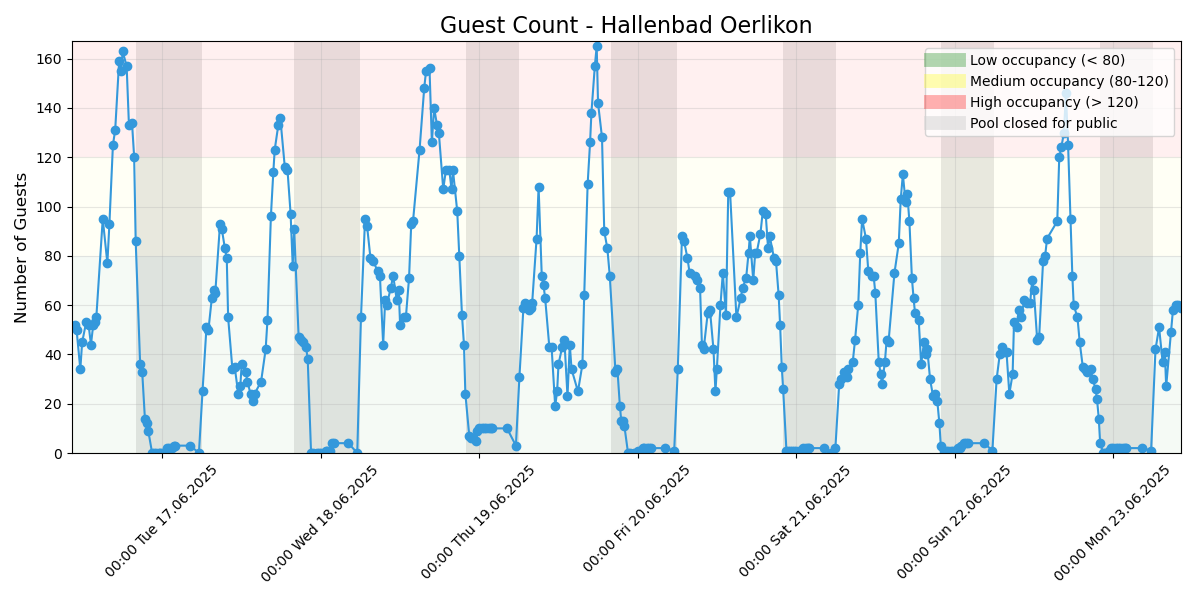 Guest Count - Hallenbad Oerlikon
Number of Guests
160
140
120
100
80
60
40
20
0
Low occupancy (< 80)
Medium occupancy (80-120)
High occupancy (> 120)
Pool closed for public
00:00 Tue 17.06.2025
00:00 Wed 18.06.2025
00:00 Thu 19.06.2025
00:00 Fri 20.06.2025
00:00 Sat 21.06.2025
00:00 Sun 22.06.2025
00:00 Mon 23.06.2025